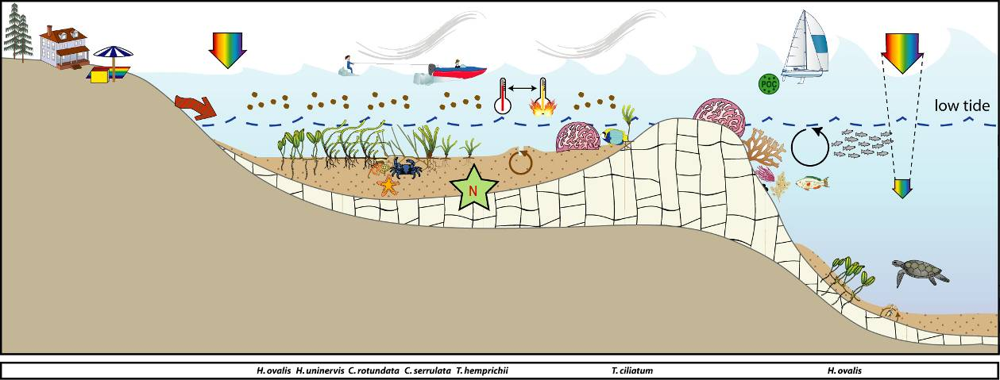 POC
low tide
N
H. ovalis H. uninervis C. rotundata C. serrulata T. hemprichii T. ciliatum H. ovalis